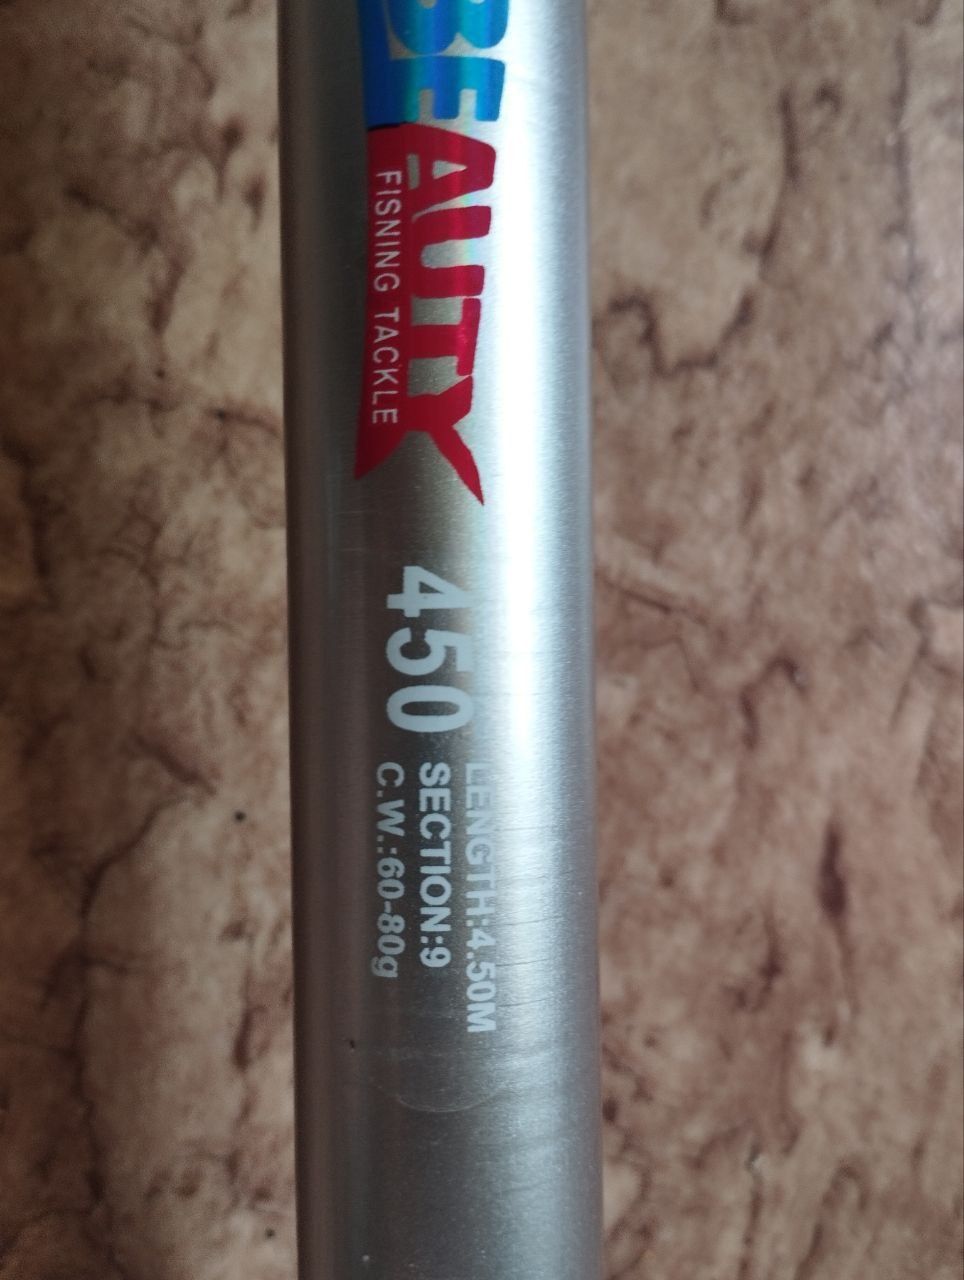 BEAUTY
FISNING TACKLE
450
LENGTH:4.50M
SECTION:9
C.W.:60-80g